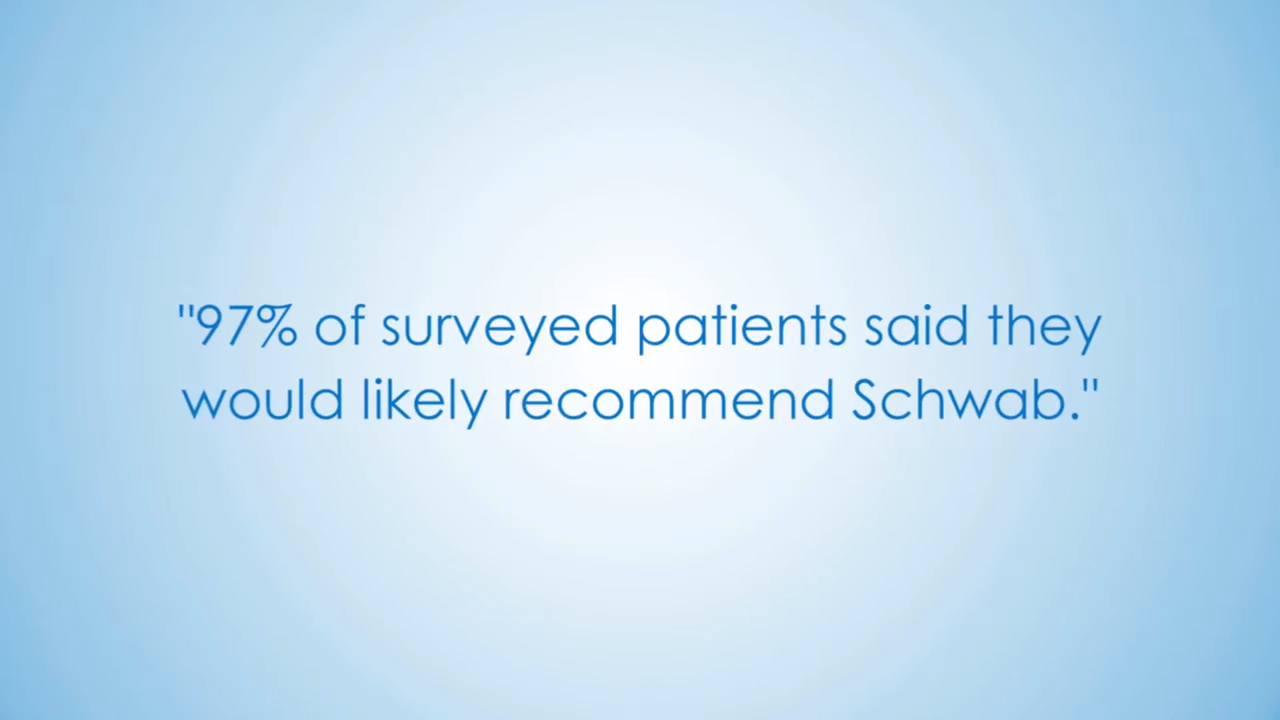 "97% of surveyed patients said they
would likely recommend Schwab."